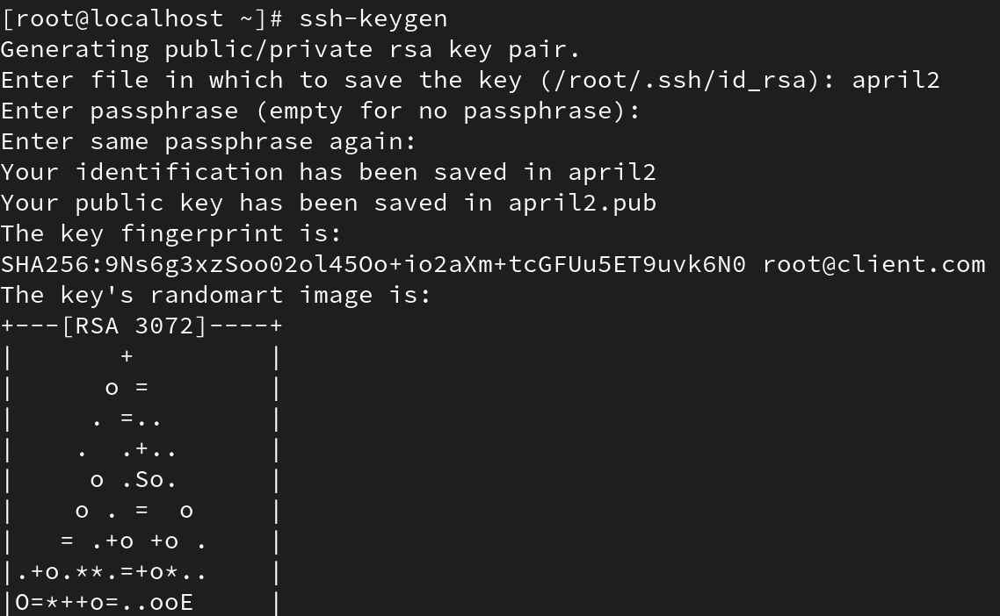 [root@localhost ~]# ssh-keygen
Generating public/private rsa key pair.
Enter file in which to save the key (/root/.ssh/id_rsa): april2
Enter passphrase (empty for no passphrase):
Enter same passphrase again:
Your identification has been saved in april2
Your public key has been saved in april2.pub
The key fingerprint is:
SHA256:9Ns6g3xzSoo02ol45Oo+io2aXm+tcGFUu5ET9uvk6N0 root@client.com
The key's randomart image is:
+---[RSA 3072]----+
|       +         |
|      o =        |
|     . =..       |
|    .  .+..      |
|     o .So.      |
|    o . =  o     |
|   = .+o +o .    |
|.+o.**.=+o*..    |
|O=*++o=..ooE     |